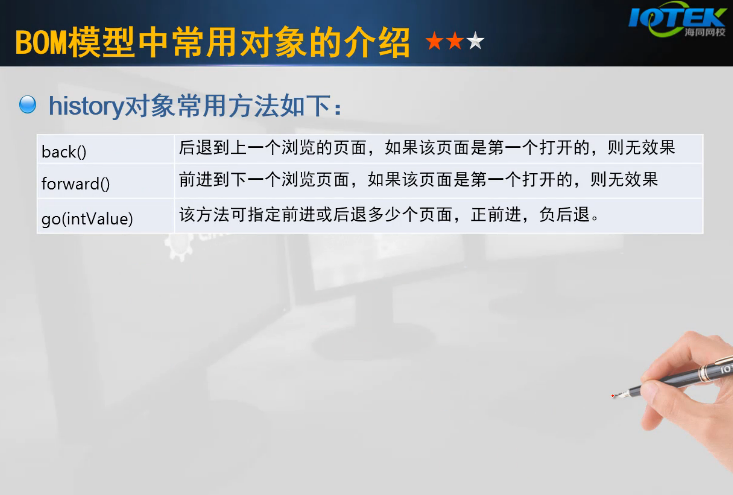 IOTEK
海同网校
BOM模型中常用对象的介绍
history对象常用方法如下：
back() 后退到上一个浏览的页面，如果该页面是第一个打开的，则无效果
forward() 前进到下一个浏览页面，如果该页面是第一个打开的，则无效果
go(intValue) 该方法可指定前进或后退多少个页面，正前进，负后退。